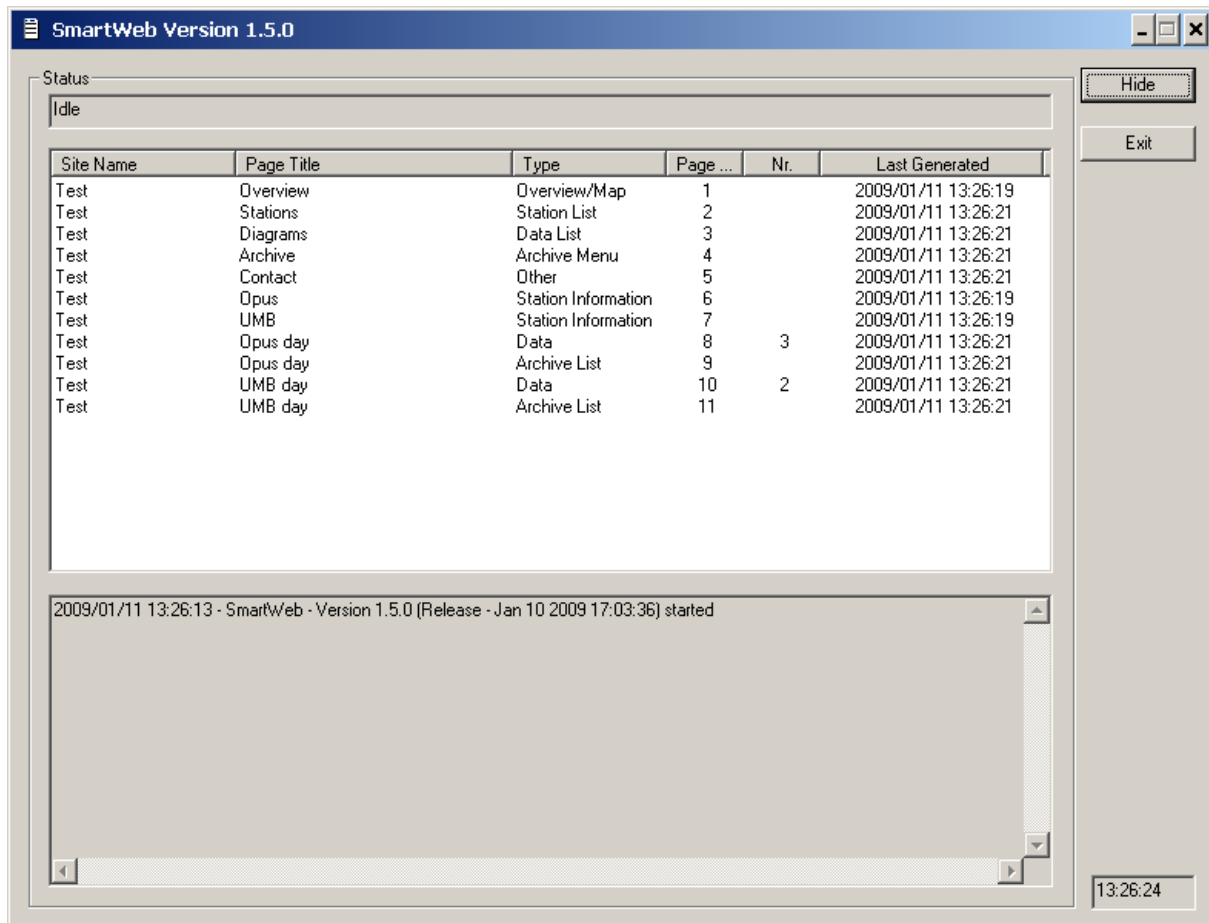 SmartWeb Version 1.5.0
Status
Hide
Idle
Exit
Site Name Page Title Type Page ... Nr. Last Generated
Test Overview Overview/Map 1 2009/01/11 13:26:19
Test Stations Station List 2 2009/01/11 13:26:21
Test Diagrams Data List 3 2009/01/11 13:26:21
Test Archive Archive Menu 4 2009/01/11 13:26:21
Test Contact Other 5 2009/01/11 13:26:21
Test Opus Station Information 6 2009/01/11 13:26:19
Test UMB Station Information 7 2009/01/11 13:26:19
Test Opus day Data 8 3 2009/01/11 13:26:21
Test Opus day Archive List 9 2009/01/11 13:26:21
Test UMB day Data 10 2 2009/01/11 13:26:21
Test UMB day Archive List 11 2009/01/11 13:26:21
2009/01/11 13:26:13 - SmartWeb - Version 1.5.0 (Release - Jan 10 2009 17:03:36) started
13:26:24